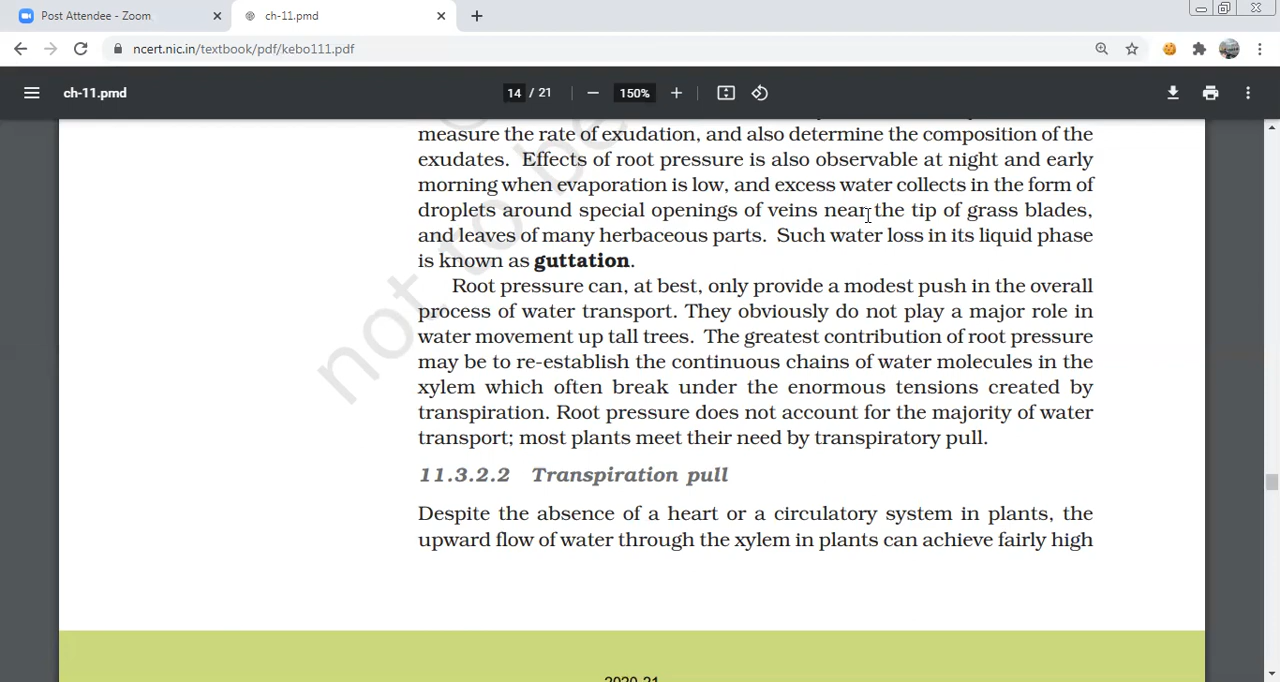 Post Attendee - Zoom
ch-11.pmd
ncert.nic.in/textbook/pdf/kebo111.pdf
ch-11.pmd
14 / 21
150%
measure the rate of exudation, and also determine the composition of the
exudates. Effects of root pressure is also observable at night and early
morning when evaporation is low, and excess water collects in the form of
droplets around special openings of veins near the tip of grass blades,
and leaves of many herbaceous parts. Such water loss in its liquid phase
is known as guttation.
Root pressure can, at best, only provide a modest push in the overall
process of water transport. They obviously do not play a major role in
water movement up tall trees. The greatest contribution of root pressure
may be to re-establish the continuous chains of water molecules in the
xylem which often break under the enormous tensions created by
transpiration. Root pressure does not account for the majority of water
transport; most plants meet their need by transpiratory pull.
11.3.2.2 Transpiration pull
Despite the absence of a heart or a circulatory system in plants, the
upward flow of water through the xylem in plants can achieve fairly high
not to be
2020-21